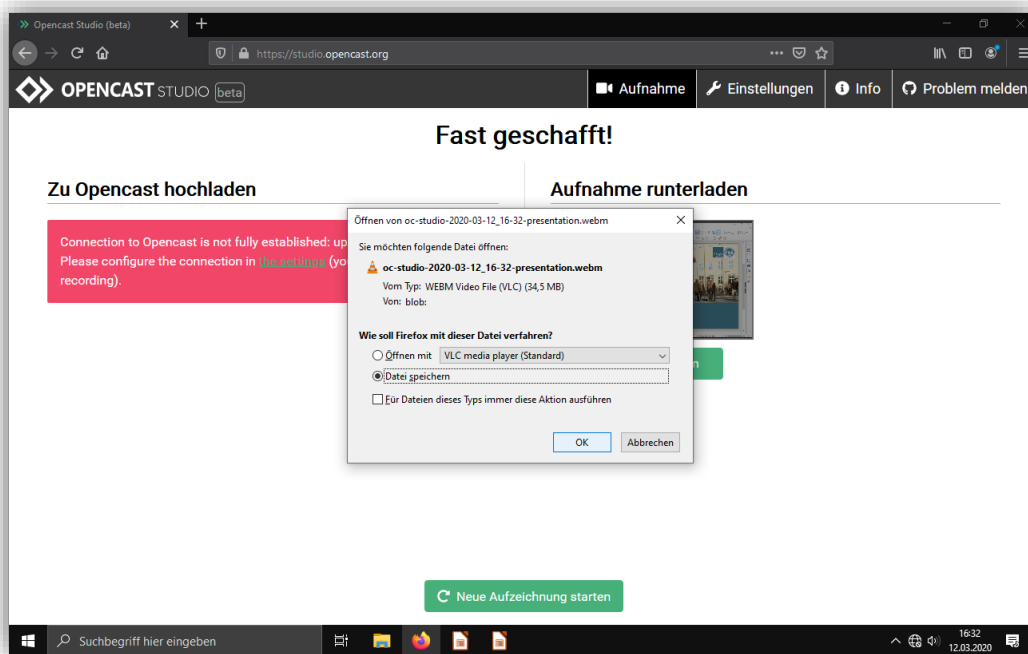 Opencast Studio (beta)
https://studio.opencast.org
OPENCAST STUDIO beta
Aufnahme
Einstellungen
Info
Problem melden
Fast geschafft!
Zu Opencast hochladen
Connection to Opencast is not fully established: up
Please configure the connection in the settings (yo
recording).
Aufnahme runterladen
n
Öffnen von oc-studio-2020-03-12_16-32-presentation.webm
Sie möchten folgende Datei öffnen:
oc-studio-2020-03-12_16-32-presentation.webm
Vom Typ: WEBM Video File (VLC) (34,5 MB)
Von: blob:
Wie soll Firefox mit dieser Datei verfahren?
Öffnen mit VLC media player (Standard)
Datei speichern
Für Dateien dieses Typs immer diese Aktion ausführen
OK
Abbrechen
Neue Aufzeichnung starten
Suchbegriff hier eingeben
16:32
12.03.2020